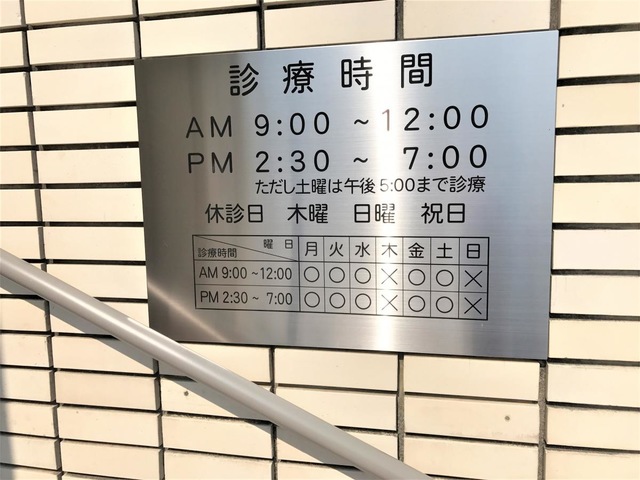 診療時間
AM 9:00 ~ 12:00
PM 2:30 ~ 7:00
ただし土曜は午後5:00まで診療
休診日 木曜 日曜 祝日
曜日 月 火 水 木 金 土 日
診療時間
AM 9:00 ~12:00 ○ ○ ○ × ○ ○ ×
PM 2:30 ~ 7:00 ○ ○ ○ × ○ ○ ×